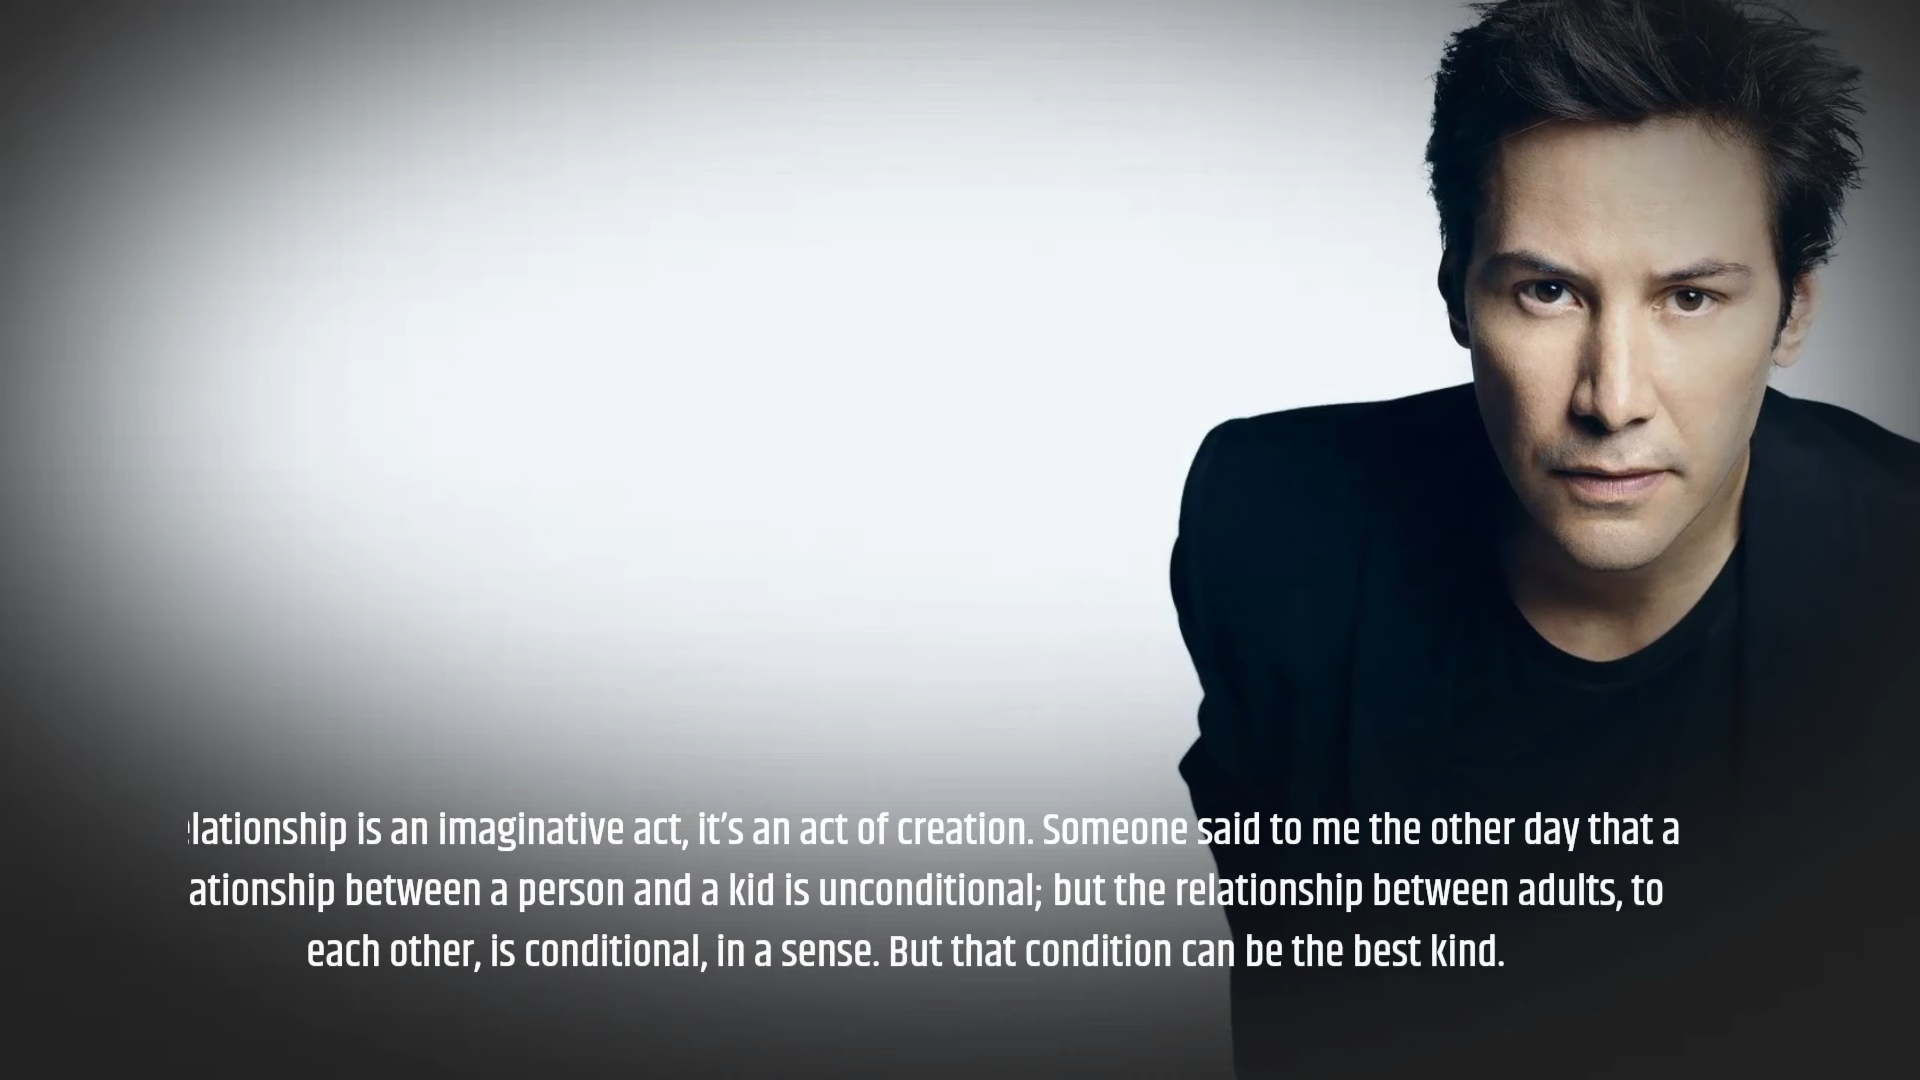 lationship is an imaginative act, it's an act of creation. Someone said to me the other day that a
ationship between a person and a kid is unconditional; but the relationship between adults, to
each other, is conditional, in a sense. But that condition can be the best kind.